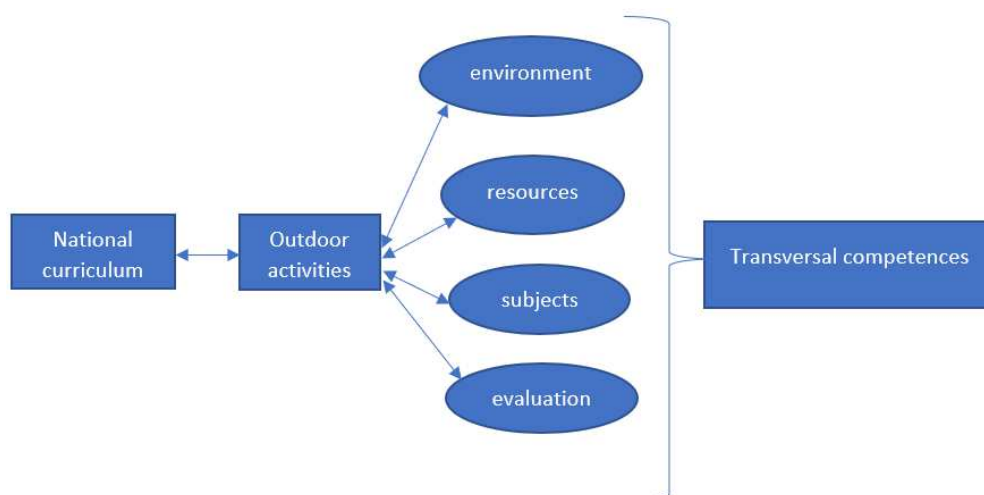 environment
resources
National
curriculum
Outdoor
activities
Transversal competences
subjects
evaluation